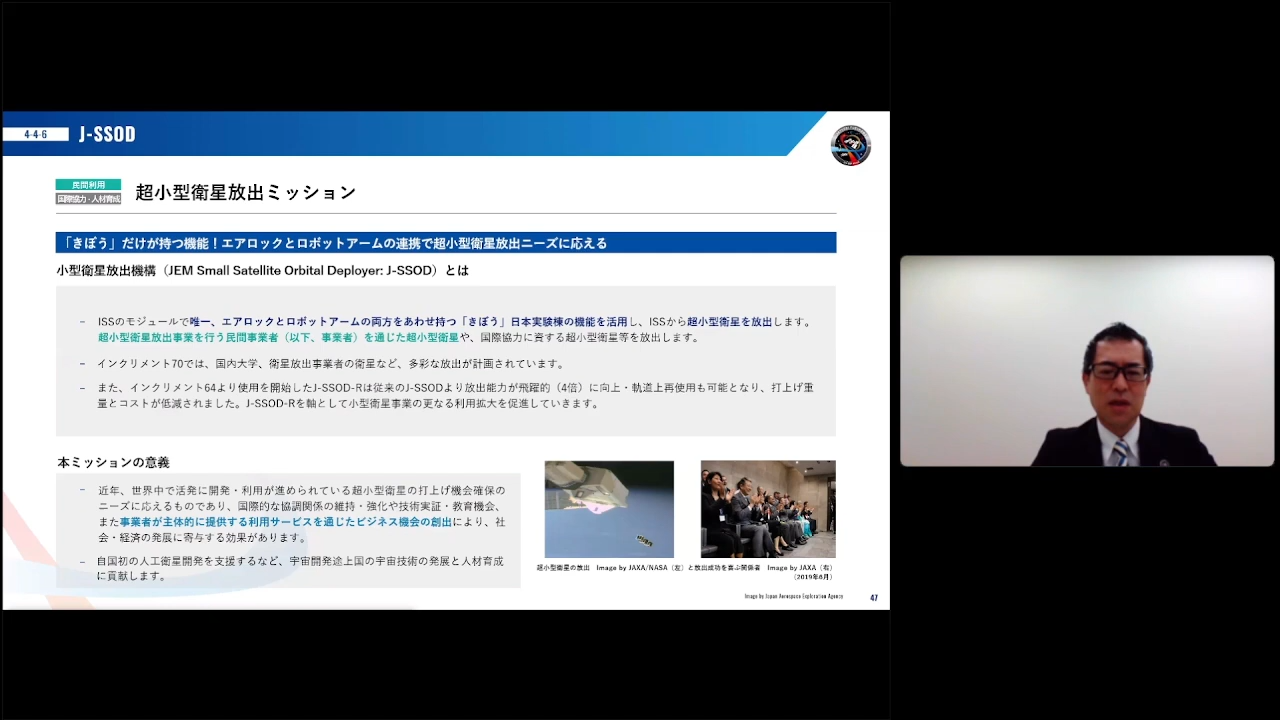 4-4-6
J-SSOD
民間利用
国際協力・人材育成
超小型衛星放出ミッション
「きぼう」だけが持つ機能！エアロックとロボットアームの連携で超小型衛星放出ニーズに応える
小型衛星放出機構（JEM Small Satellite Orbital Deployer: J-SSOD）とは
− ISSのモジュールで唯一、エアロックとロボットアームの両方をあわせ持つ「きぼう」日本実験棟の機能を活用し、ISSから超小型衛星を放出します。
超小型衛星放出事業を行う民間事業者（以下、事業者）を通じた超小型衛星や、国際協力に資する超小型衛星等を放出します。
− インクリメント70では、国内大学、衛星放出事業者の衛星など、多彩な放出が計画されています。
− また、インクリメント64より使用を開始したJ-SSOD-Rは従来のJ-SSODより放出能力が飛躍的（4倍）に向上・軌道上再使用も可能となり、打上げ重
量とコストが低減されました。J-SSOD-Rを軸として小型衛星事業の更なる利用拡大を促進していきます。
本ミッションの意義
− 近年、世界中で活発に開発・利用が進められている超小型衛星の打上げ機会確保の
ニーズに応えるものであり、国際的な協調関係の維持・強化や技術実証・教育機会、
また事業者が主体的に提供する利用サービスを通じたビジネス機会の創出により、社
会・経済の発展に寄与する効果があります。
− 自国初の人工衛星開発を支援するなど、宇宙開発途上国の宇宙技術の発展と人材育成
に貢献します。
超小型衛星の放出　Image by JAXA/NASA（左）と放出成功を喜ぶ関係者　Image by JAXA（右）
（2019年6月）
Image by Japan Aerospace Exploration Agency
47